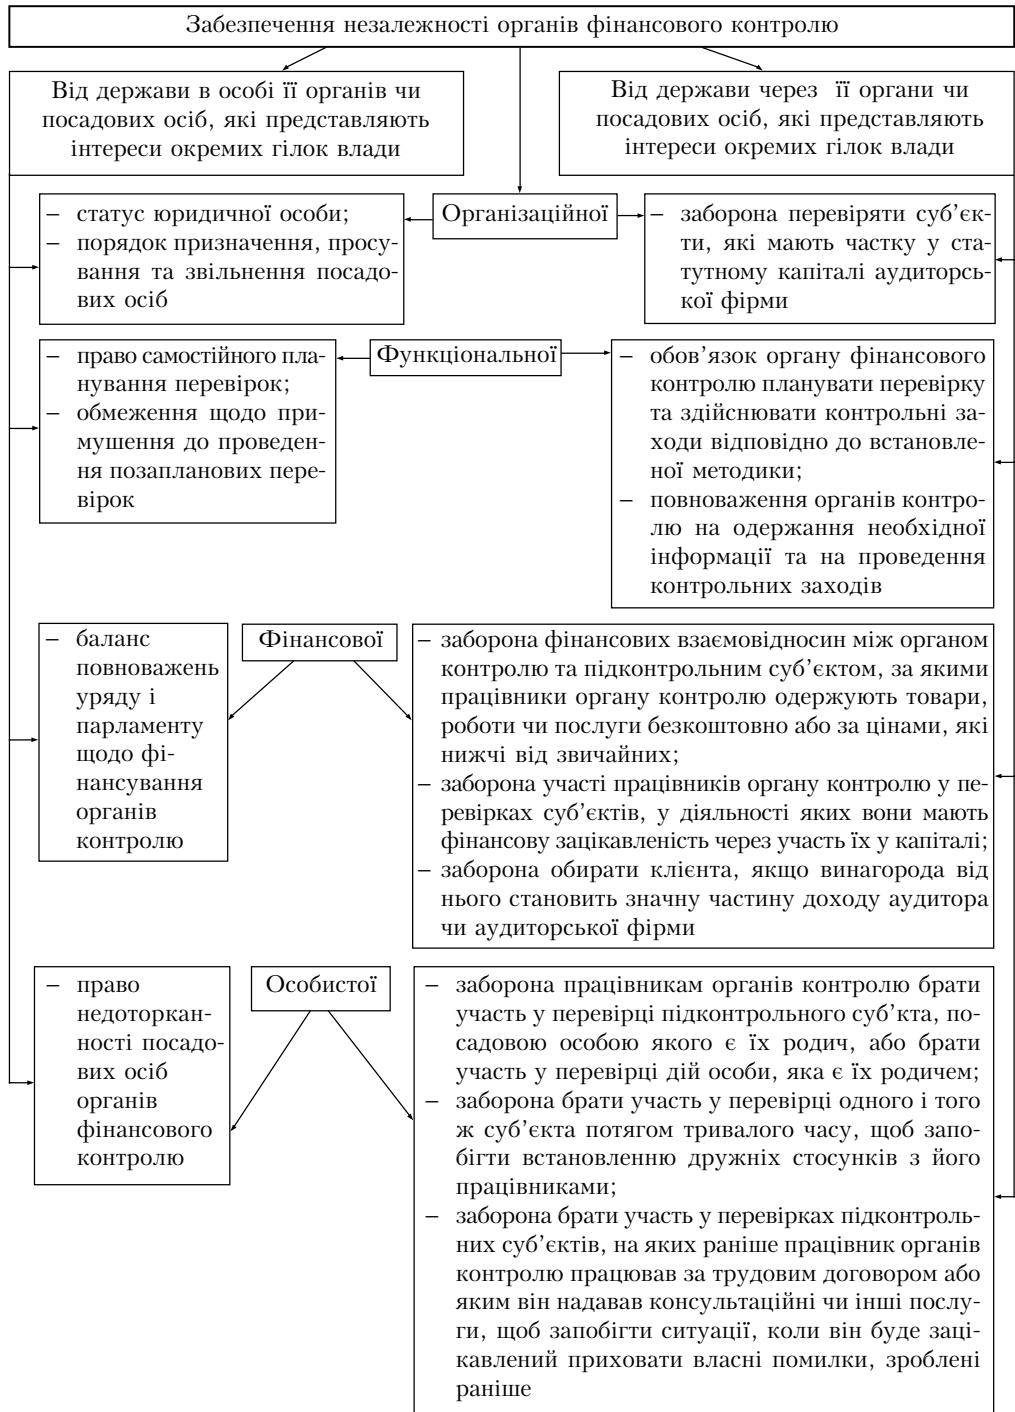 Забезпечення незалежності органів фінансового контролю
Від держави в особі її органів чи
посадових осіб, які представляють
інтереси окремих гілок влади
Від держави через її органи чи
посадових осіб, які представляють
інтереси окремих гілок влади
– статус юридичної особи;
– порядок призначення, просу-
вання та звільнення посадо-
вих осіб
Організаційної
– заборона перевіряти суб’єк-
ти, які мають частку у ста-
тутному капіталі аудиторсь-
кої фірми
– право самостійного пла-
нування перевірок;
– обмеження щодо при-
мушення до проведен-
ня позапланових пере-
вірок
Функціональної
– обов’язок органу фінансового
контролю планувати перевірку
та здійснювати контрольні за-
ходи відповідно до встановле-
ної методики;
– повноваження органів контро-
лю на одержання необхідної
інформації та на проведення
контрольних заходів
– баланс
повноважень
уряду і
парламенту
щодо фі-
нансування
органів
контролю
Фінансової
– заборона фінансових взаємовідносин між органом
контролю та підконтрольним суб’єктом, за якими
працівники органу контролю одержують товари,
роботи чи послуги безкоштовно або за цінами, які
нижчі від звичайних;
– заборона участі працівників органу контролю у пе-
ревірках суб’єктів, у діяльності яких вони мають
фінансову зацікавленість через участь їх у капіталі;
– заборона обирати клієнта, якщо винагорода від
нього становить значну частину доходу аудитора
чи аудиторської фірми
– право
недоторкан-
ності посадо-
вих осіб
органів
фінансового
контролю
Особистої
– заборона працівникам органів контролю брати
участь у перевірці підконтрольного суб’кта, по-
садовою особою якого є їх родич, або брати
участь у перевірці дій особи, яка є їх родичем;
– заборона брати участь у перевірці одного і того
ж суб’єкта потягом тривалого часу, щоб запо-
бігти встановленню дружніх стосунків з його
працівниками;
– заборона брати участь у перевірках підконтроль-
них суб’єктів, на яких раніше працівник органів
контролю працював за трудовим договором або
яким він надавав консультаційні чи інші послу-
ги, щоб запобігти ситуації, коли він буде заці-
кавлений приховати власні помилки, зроблені
раніше